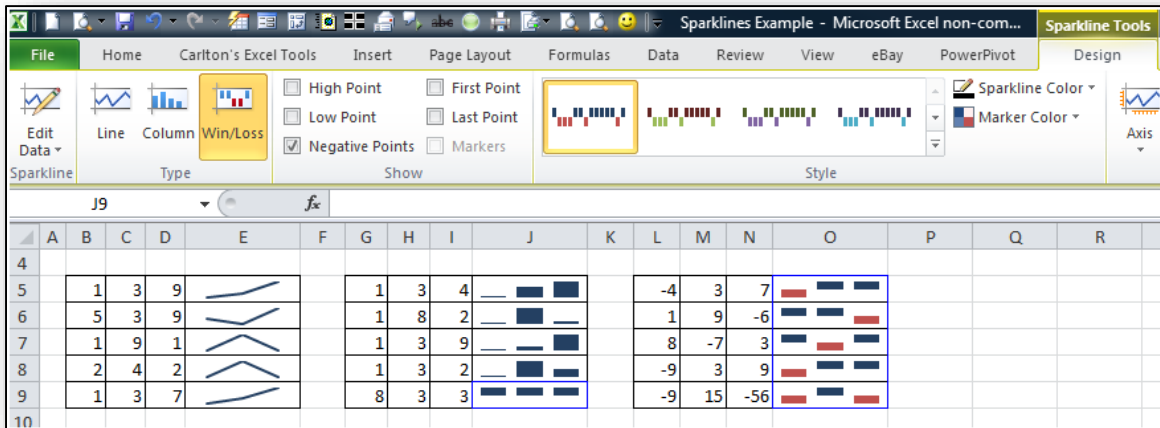 Sparklines Example - Microsoft Excel non-com... Sparkline Tools
File Home Carlton's Excel Tools Insert Page Layout Formulas Data Review View eBay PowerPivot Design
High Point First Point Sparkline Color
Low Point Last Point Marker Color
Edit Data Line Column Win/Loss Negative Points Markers Axis
Sparkline Type Show Style
J9 fx
A B C D E F G H I J K L M N O P Q R
4
5 1 3 9 1 3 4 -4 3 7
6 5 3 9 1 8 2 1 9 -6
7 1 9 1 1 3 9 8 -7 3
8 2 4 2 1 3 2 -9 3 9
9 1 3 7 8 3 3 -9 15 -56
10